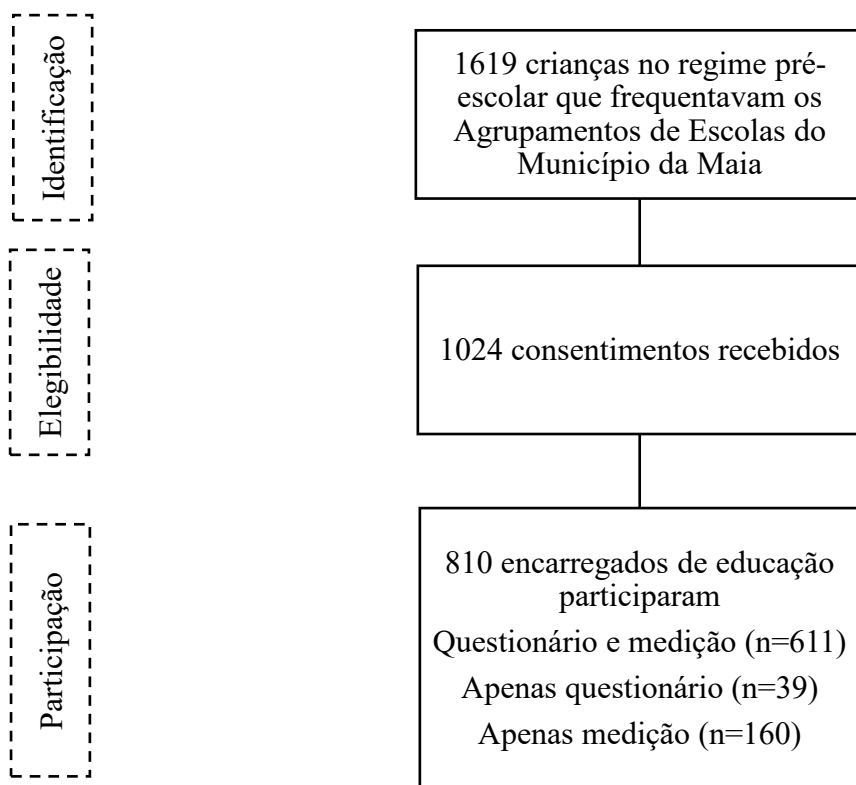 Identificação
1619 crianças no regime pré-
escolar que frequentavam os
Agrupamentos de Escolas do
Município da Maia
Elegibilidade
1024 consentimentos recebidos
Participação
810 encarregados de educação
participaram
Questionário e medição (n=611)
Apenas questionário (n=39)
Apenas medição (n=160)